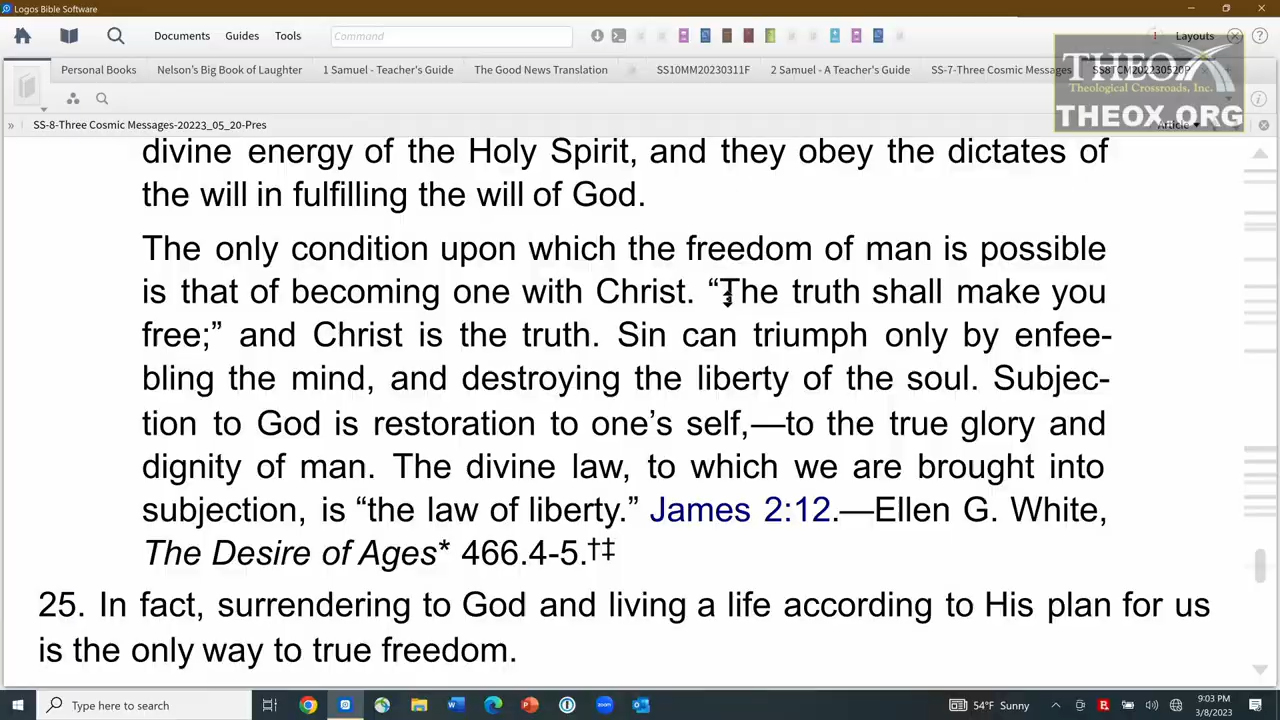 Logos Bible Software
Documents Guides Tools Command Layouts
Personal Books Nelson's Big Book of Laughter 1 Samuel The Good News Translation SS10MM20230311F 2 Samuel - A Teacher's Guide SS-7-Three Cosmic Messages SS8TCM20230520P
THEOX
Theological Crossroads, Inc.
THEOX.ORG
SS-8-Three Cosmic Messages-20223_05_20-Pres Article
divine energy of the Holy Spirit, and they obey the dictates of
the will in fulfilling the will of God.
The only condition upon which the freedom of man is possible
is that of becoming one with Christ. “The truth shall make you
free;” and Christ is the truth. Sin can triumph only by enfee-
bling the mind, and destroying the liberty of the soul. Subjec-
tion to God is restoration to one’s self,—to the true glory and
dignity of man. The divine law, to which we are brought into
subjection, is “the law of liberty.” James 2:12.—Ellen G. White,
The Desire of Ages* 466.4-5.†‡
25. In fact, surrendering to God and living a life according to His plan for us
is the only way to true freedom.
Type here to search 54°F Sunny 9:03 PM
3/8/2023